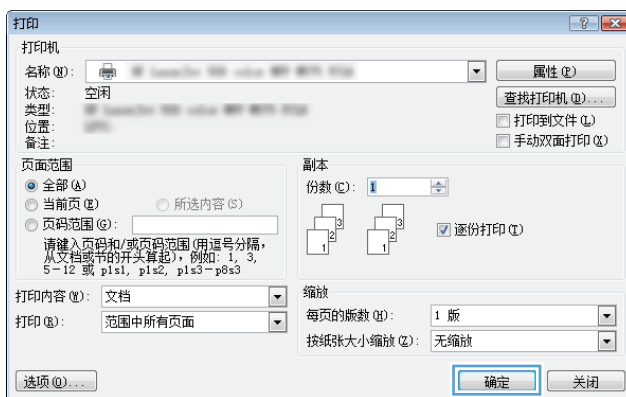 打印
打印机
名称(N):
属性(P)
状态: 空闲
查找打印机(D)...
类型:
位置:
打印到文件(L)
备注:
手动双面打印(X)
页面范围
副本
全部(A)
份数(C): 1
当前页(E) 所选内容(S)
页码范围(G):
逐份打印(T)
请键入页码和/或页码范围(用逗号分隔,
从文档或节的开头算起),例如: 1, 3,
5-12 或 p1s1, p1s2, p1s3-p8s3
3 3
2 2
1 1
打印内容(W): 文档
缩放
打印(R): 范围中所有页面
每页的版数(H): 1 版
按纸张大小缩放(Z): 无缩放
选项(O)...
确定
关闭